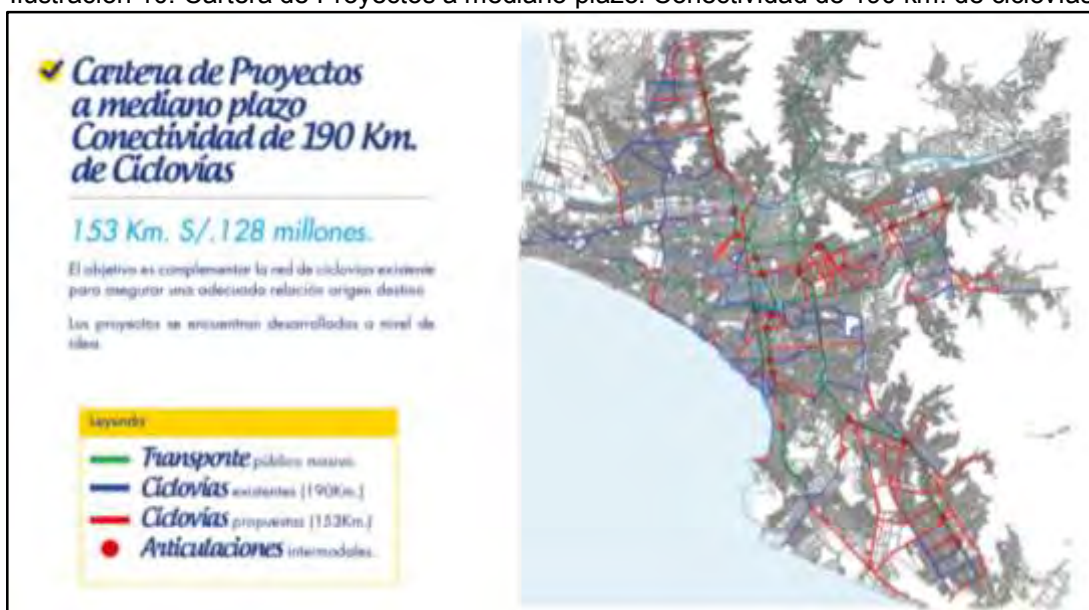 Ilustración 10. Cartera de Proyectos a mediano plazo. Conectividad de 190 km. de ciclovías
Cartera de Proyectos
a mediano plazo
Conectividad de 190 Km.
de Ciclovías
153 Km. S/.128 millones.
El objetivo es complementar la red de ciclovías existente
para asegurar una adecuada relación origen destino
Los proyectos se encuentran desarrollados a nivel de
idea.
Leyenda
Transporte público masivo.
Ciclovías existentes (190Km.)
Ciclovías propuestas (153Km.)
Articulaciones intermodales.